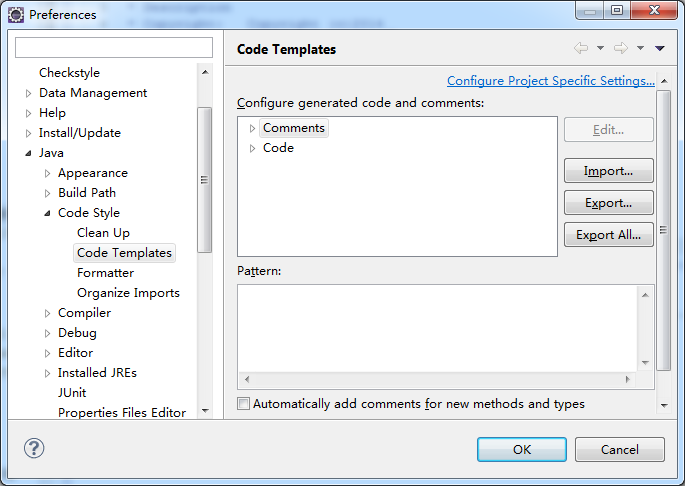 Preferences
Code Templates
Configure Project Specific Settings...
Configure generated code and comments:
Checkstyle
Data Management
Help
Install/Update
Java
Appearance
Build Path
Code Style
Clean Up
Code Templates
Formatter
Organize Imports
Compiler
Debug
Editor
Installed JREs
JUnit
Properties Files Editor
Comments
Code
Edit...
Import...
Export...
Export All...
Pattern:
Automatically add comments for new methods and types
OK
Cancel